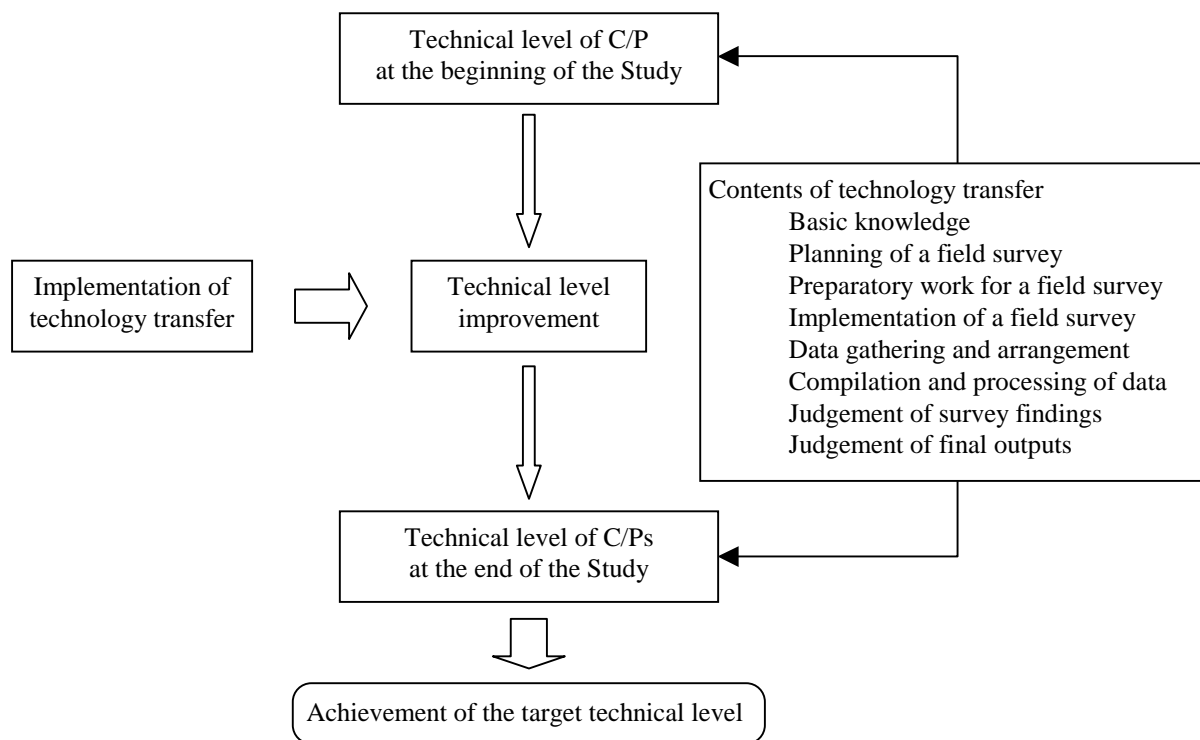 Technical level of C/P
at the beginning of the Study
Contents of technology transfer
Basic knowledge
Planning of a field survey
Preparatory work for a field survey
Implementation of a field survey
Data gathering and arrangement
Compilation and processing of data
Judgement of survey findings
Judgement of final outputs
Implementation of
technology transfer
Technical level
improvement
Technical level of C/Ps
at the end of the Study
Achievement of the target technical level